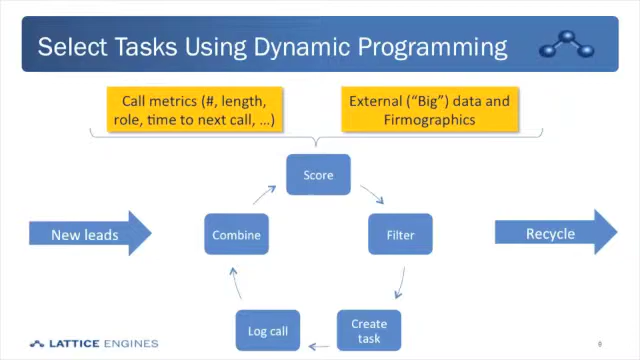 Select Tasks Using Dynamic Programming
Call metrics (#, length,
role, time to next call, ...)
External ("Big") data and
Firmographics
Score
New leads
Combine
Filter
Recycle
Log call
Create
task
LATTICE ENGINES
8